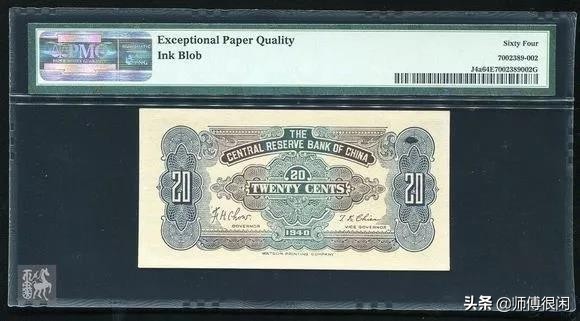 PMG
Exceptional Paper Quality
Ink Blob
Sixty Four
7002389-002
J4a64E7002389002G
THE
CENTRAL RESERVE BANK OF CHINA
20
20
20
TWENTY CENTS
GOVERNOR
VICE GOVERNOR
1940
WATSON PRINTING COMPANY
头条 @师傅很闲